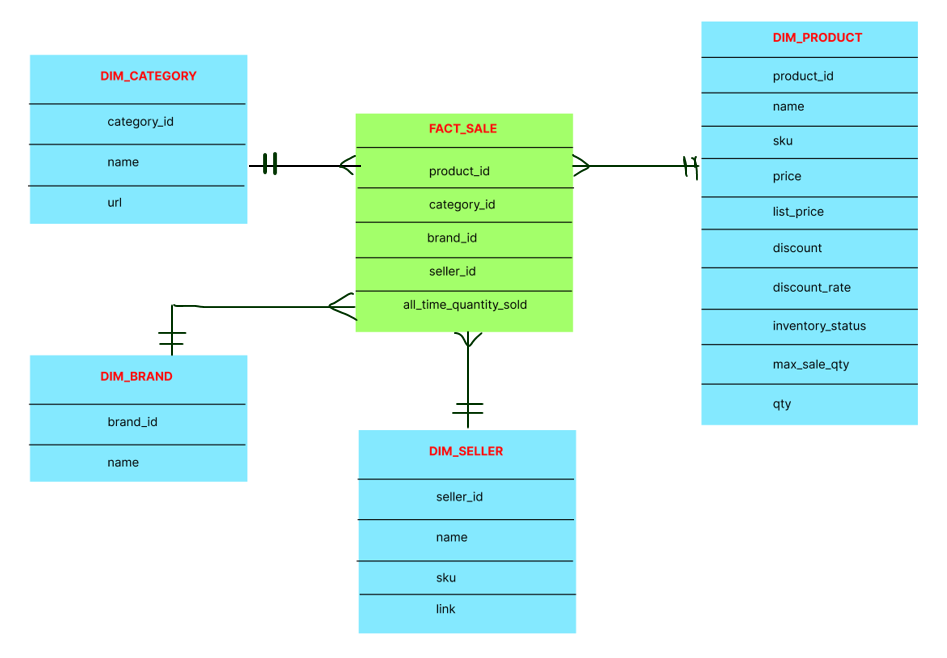 DIM_CATEGORY
category_id
name
url
FACT_SALE
product_id
category_id
brand_id
seller_id
all_time_quantity_sold
DIM_PRODUCT
product_id
name
sku
price
list_price
discount
discount_rate
inventory_status
max_sale_qty
qty
DIM_BRAND
brand_id
name
DIM_SELLER
seller_id
name
sku
link